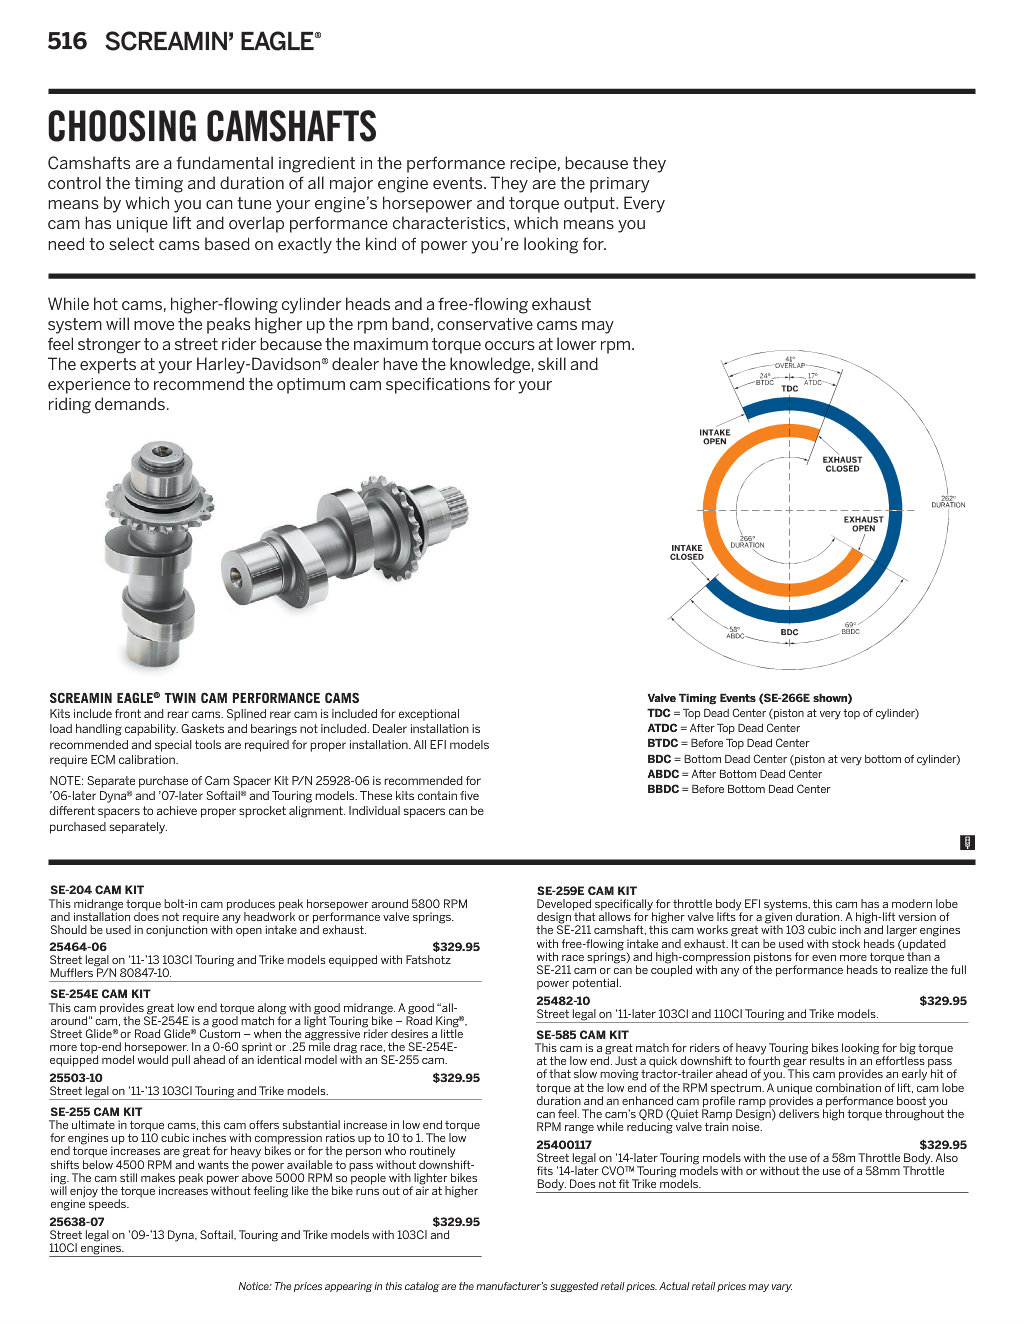 516 SCREAMIN' EAGLE®
CHOOSING CAMSHAFTS
Camshafts are a fundamental ingredient in the performance recipe, because they
control the timing and duration of all major engine events. They are the primary
means by which you can tune your engine's horsepower and torque output. Every
cam has unique lift and overlap performance characteristics, which means you
need to select cams based on exactly the kind of power you're looking for.
While hot cams, higher-flowing cylinder heads and a free-flowing exhaust
system will move the peaks higher up the rpm band, conservative cams may
feel stronger to a street rider because the maximum torque occurs at lower rpm.
The experts at your Harley-Davidson® dealer have the knowledge, skill and
experience to recommend the optimum cam specifications for your
riding demands.
41°
OVERLAP
24°
BTDC
17°
ATDC
TDC
INTAKE
OPEN
EXHAUST
CLOSED
262°
DURATION
EXHAUST
OPEN
266°
DURATION
INTAKE
CLOSED
58°
ABDC
BDC
69°
BBDC
SCREAMIN EAGLE® TWIN CAM PERFORMANCE CAMS
Kits include front and rear cams. Splined rear cam is included for exceptional
load handling capability. Gaskets and bearings not included. Dealer installation is
recommended and special tools are required for proper installation. All EFI models
require ECM calibration.
NOTE: Separate purchase of Cam Spacer Kit P/N 25928-06 is recommended for
'06-later Dyna® and '07-later Softail® and Touring models. These kits contain five
different spacers to achieve proper sprocket alignment. Individual spacers can be
purchased separately.
Valve Timing Events (SE-266E shown)
TDC = Top Dead Center (piston at very top of cylinder)
ATDC = After Top Dead Center
BTDC = Before Top Dead Center
BDC = Bottom Dead Center (piston at very bottom of cylinder)
ABDC = After Bottom Dead Center
BBDC = Before Bottom Dead Center
SE-204 CAM KIT
This midrange torque bolt-in cam produces peak horsepower around 5800 RPM
and installation does not require any headwork or performance valve springs.
Should be used in conjunction with open intake and exhaust.
25464-06 $329.95
Street legal on '11-'13 103CI Touring and Trike models equipped with Fatshotz
Mufflers P/N 80847-10.
SE-254E CAM KIT
This cam provides great low end torque along with good midrange. A good "all-
around" cam, the SE-254E is a good match for a light Touring bike – Road King®,
Street Glide® or Road Glide® Custom – when the aggressive rider desires a little
more top-end horsepower. In a 0-60 sprint or .25 mile drag race, the SE-254E-
equipped model would pull ahead of an identical model with an SE-255 cam.
25503-10 $329.95
Street legal on '11-'13 103CI Touring and Trike models.
SE-255 CAM KIT
The ultimate in torque cams, this cam offers substantial increase in low end torque
for engines up to 110 cubic inches with compression ratios up to 10 to 1. The low
end torque increases are great for heavy bikes or for the person who routinely
shifts below 4500 RPM and wants the power available to pass without downshift-
ing. The cam still makes peak power above 5000 RPM so people with lighter bikes
will enjoy the torque increases without feeling like the bike runs out of air at higher
engine speeds.
25638-07 $329.95
Street legal on '09-'13 Dyna, Softail, Touring and Trike models with 103CI and
110CI engines.
SE-259E CAM KIT
Developed specifically for throttle body EFI systems, this cam has a modern lobe
design that allows for higher valve lifts for a given duration. A high-lift version of
the SE-211 camshaft, this cam works great with 103 cubic inch and larger engines
with free-flowing intake and exhaust. It can be used with stock heads (updated
with race springs) and high-compression pistons for even more torque than a
SE-211 cam or can be coupled with any of the performance heads to realize the full
power potential.
25482-10 $329.95
Street legal on '11-later 103CI and 110CI Touring and Trike models.
SE-585 CAM KIT
This cam is a great match for riders of heavy Touring bikes looking for big torque
at the low end. Just a quick downshift to fourth gear results in an effortless pass
of that slow moving tractor-trailer ahead of you. This cam provides an early hit of
torque at the low end of the RPM spectrum. A unique combination of lift, cam lobe
duration and an enhanced cam profile ramp provides a performance boost you
can feel. The cam's QRD (Quiet Ramp Design) delivers high torque throughout the
RPM range while reducing valve train noise.
25400117 $329.95
Street legal on '14-later Touring models with the use of a 58m Throttle Body. Also
fits '14-later CVO™ Touring models with or without the use of a 58mm Throttle
Body. Does not fit Trike models.
Notice: The prices appearing in this catalog are the manufacturer's suggested retail prices. Actual retail prices may vary.